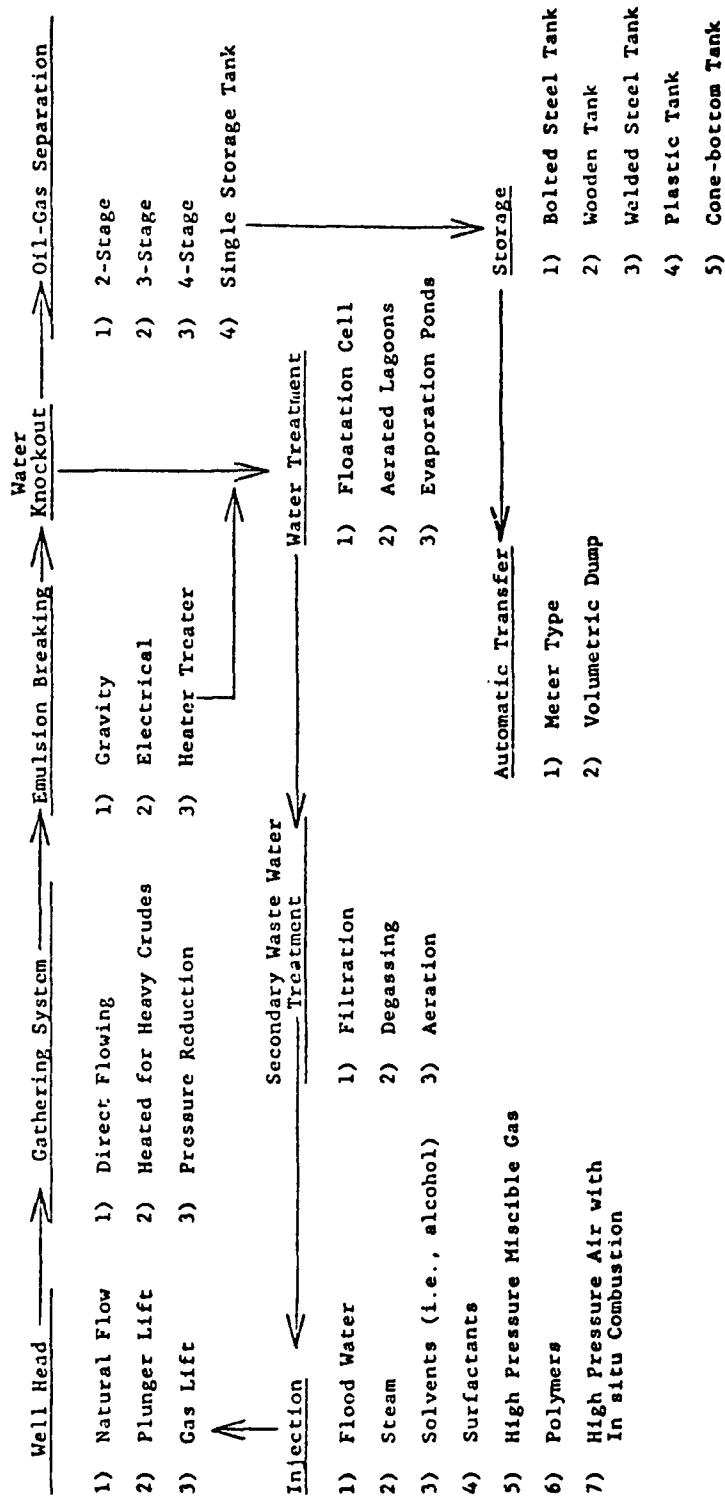 Well Head
1) Natural Flow
2) Plunger Lift
3) Gas Lift
Gathering System
1) Direct Flowing
2) Heated for Heavy Crudes
3) Pressure Reduction
Emulsion Breaking
1) Gravity
2) Electrical
3) Heater Treater
Water
Knockout
Oil-Gas Separation
1) 2-Stage
2) 3-Stage
3) 4-Stage
4) Single Storage Tank
Injection
1) Flood Water
2) Steam
3) Solvents (i.e., alcohol)
4) Surfactants
5) High Pressure Miscible Gas
6) Polymers
7) High Pressure Air with
In situ Combustion
Secondary Waste Water
Treatment
1) Filtration
2) Degassing
3) Aeration
Water Treatment
1) Floatation Cell
2) Aerated Lagoons
3) Evaporation Ponds
Automatic Transfer
1) Meter Type
2) Volumetric Dump
Storage
1) Bolted Steel Tank
2) Wooden Tank
3) Welded Steel Tank
4) Plastic Tank
5) Cone-bottom Tank